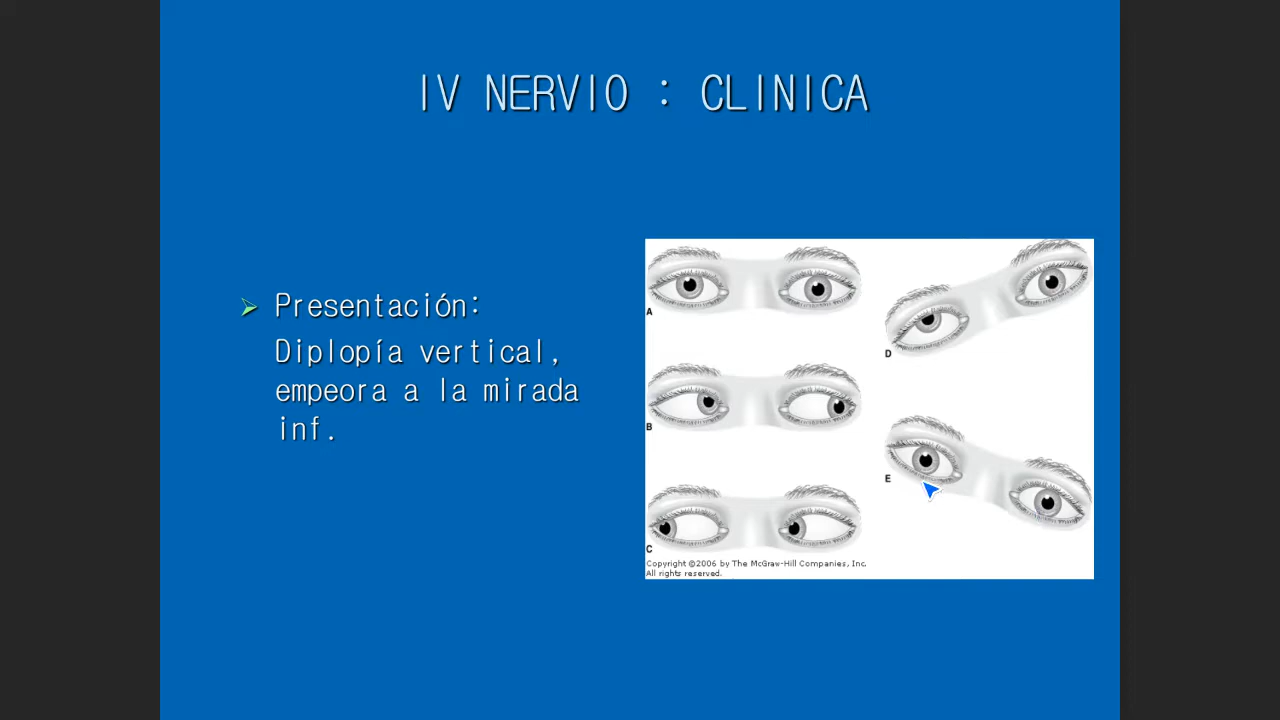 IV NERVIO : CLINICA
➢ Presentación:
Diplopía vertical,
empeora a la mirada
inf.
A
B
C
D
E
Copyright ©2006 by The McGraw-Hill Companies, Inc.
All rights reserved.